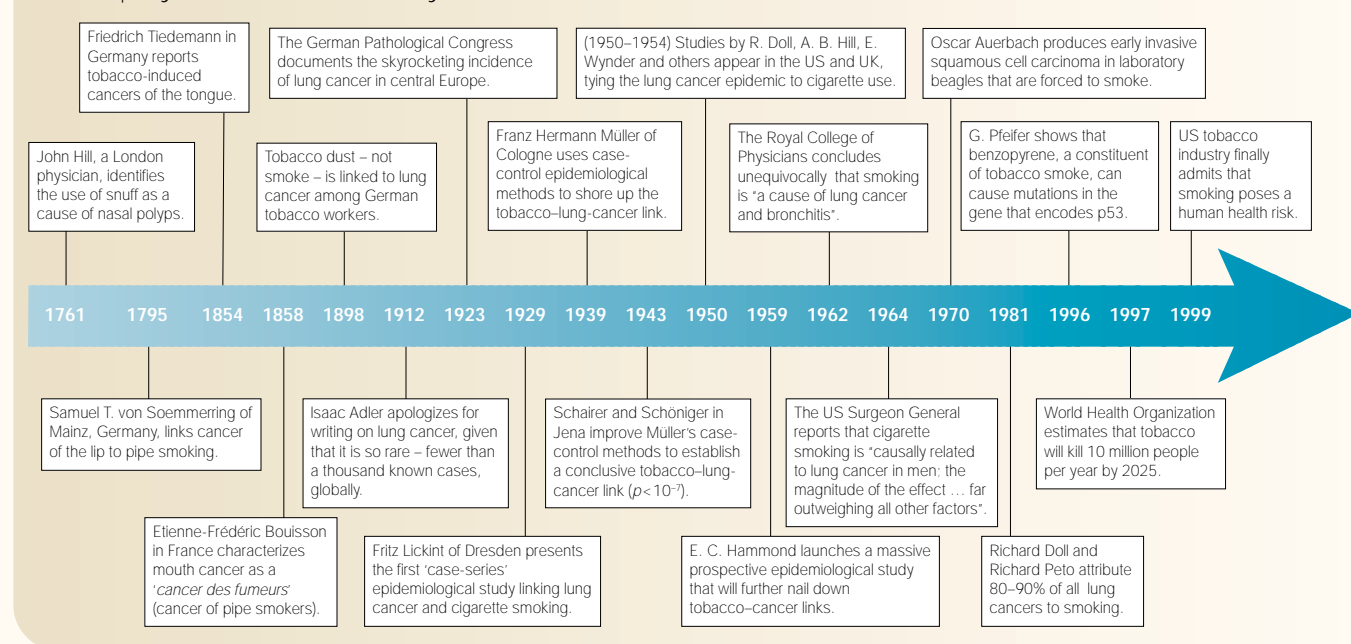 Friedrich Tiedemann in
Germany reports
tobacco-induced
cancers of the tongue.
The German Pathological Congress
documents the skyrocketing incidence
of lung cancer in central Europe.
(1950–1954) Studies by R. Doll, A. B. Hill, E.
Wynder and others appear in the US and UK,
tying the lung cancer epidemic to cigarette use.
Oscar Auerbach produces early invasive
squamous cell carcinoma in laboratory
beagles that are forced to smoke.
John Hill, a London
physician, identifies
the use of snuff as a
cause of nasal polyps.
Tobacco dust – not
smoke – is linked to lung
cancer among German
tobacco workers.
Franz Hermann Müller of
Cologne uses case-
control epidemiological
methods to shore up the
tobacco–lung-cancer link.
The Royal College of
Physicians concludes
unequivocally that smoking
is "a cause of lung cancer
and bronchitis".
G. Pfeifer shows that
benzopyrene, a constituent
of tobacco smoke, can
cause mutations in the
gene that encodes p53.
US tobacco
industry finally
admits that
smoking poses a
human health risk.
1761 1795 1854 1858 1898 1912 1923 1929 1939 1943 1950 1959 1962 1964 1970 1981 1996 1997 1999
Samuel T. von Soemmerring of
Mainz, Germany, links cancer
of the lip to pipe smoking.
Isaac Adler apologizes for
writing on lung cancer, given
that it is so rare – fewer than
a thousand known cases,
globally.
Schairer and Schöniger in
Jena improve Müller's case-
control methods to establish
a conclusive tobacco–lung-
cancer link (p<10⁻⁷).
The US Surgeon General
reports that cigarette
smoking is "causally related
to lung cancer in men; the
magnitude of the effect ... far
outweighing all other factors".
World Health Organization
estimates that tobacco
will kill 10 million people
per year by 2025.
Etienne-Frédéric Bouisson
in France characterizes
mouth cancer as a
'cancer des fumeurs'
(cancer of pipe smokers).
Fritz Lickint of Dresden presents
the first 'case-series'
epidemiological study linking lung
cancer and cigarette smoking.
E. C. Hammond launches a massive
prospective epidemiological study
that will further nail down
tobacco–cancer links.
Richard Doll and
Richard Peto attribute
80–90% of all lung
cancers to smoking.